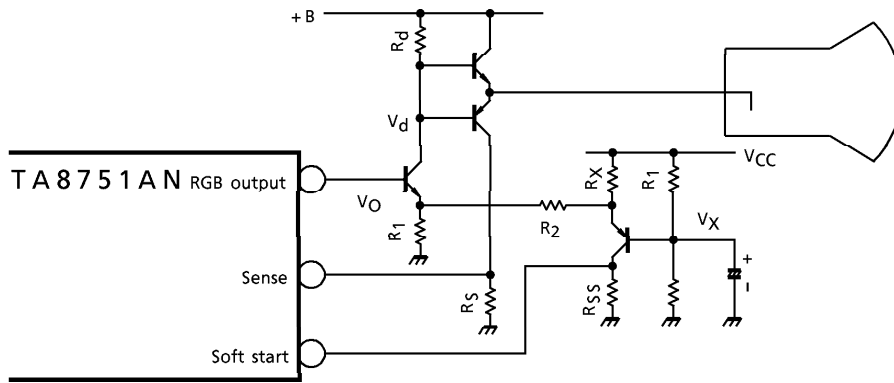 +B
Rd
Vd
TA8751AN RGB output
VO
R1
R2
RX
R1
VCC
VX
+
-
Sense
RS
RSS
Soft start